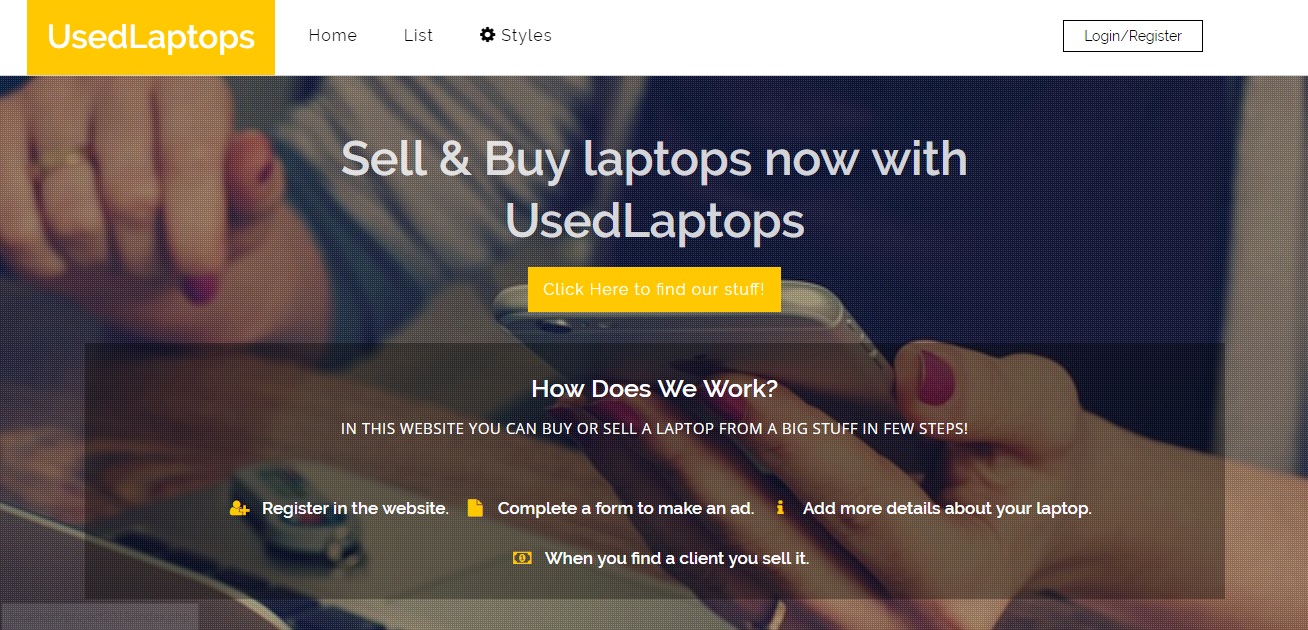 UsedLaptops
Home
List
Styles
Login/Register
Sell & Buy laptops now with
UsedLaptops
Click Here to find our stuff!
How Does We Work?
IN THIS WEBSITE YOU CAN BUY OR SELL A LAPTOP FROM A BIG STUFF IN FEW STEPS!
Register in the website. Complete a form to make an ad. Add more details about your laptop.
When you find a client you sell it.